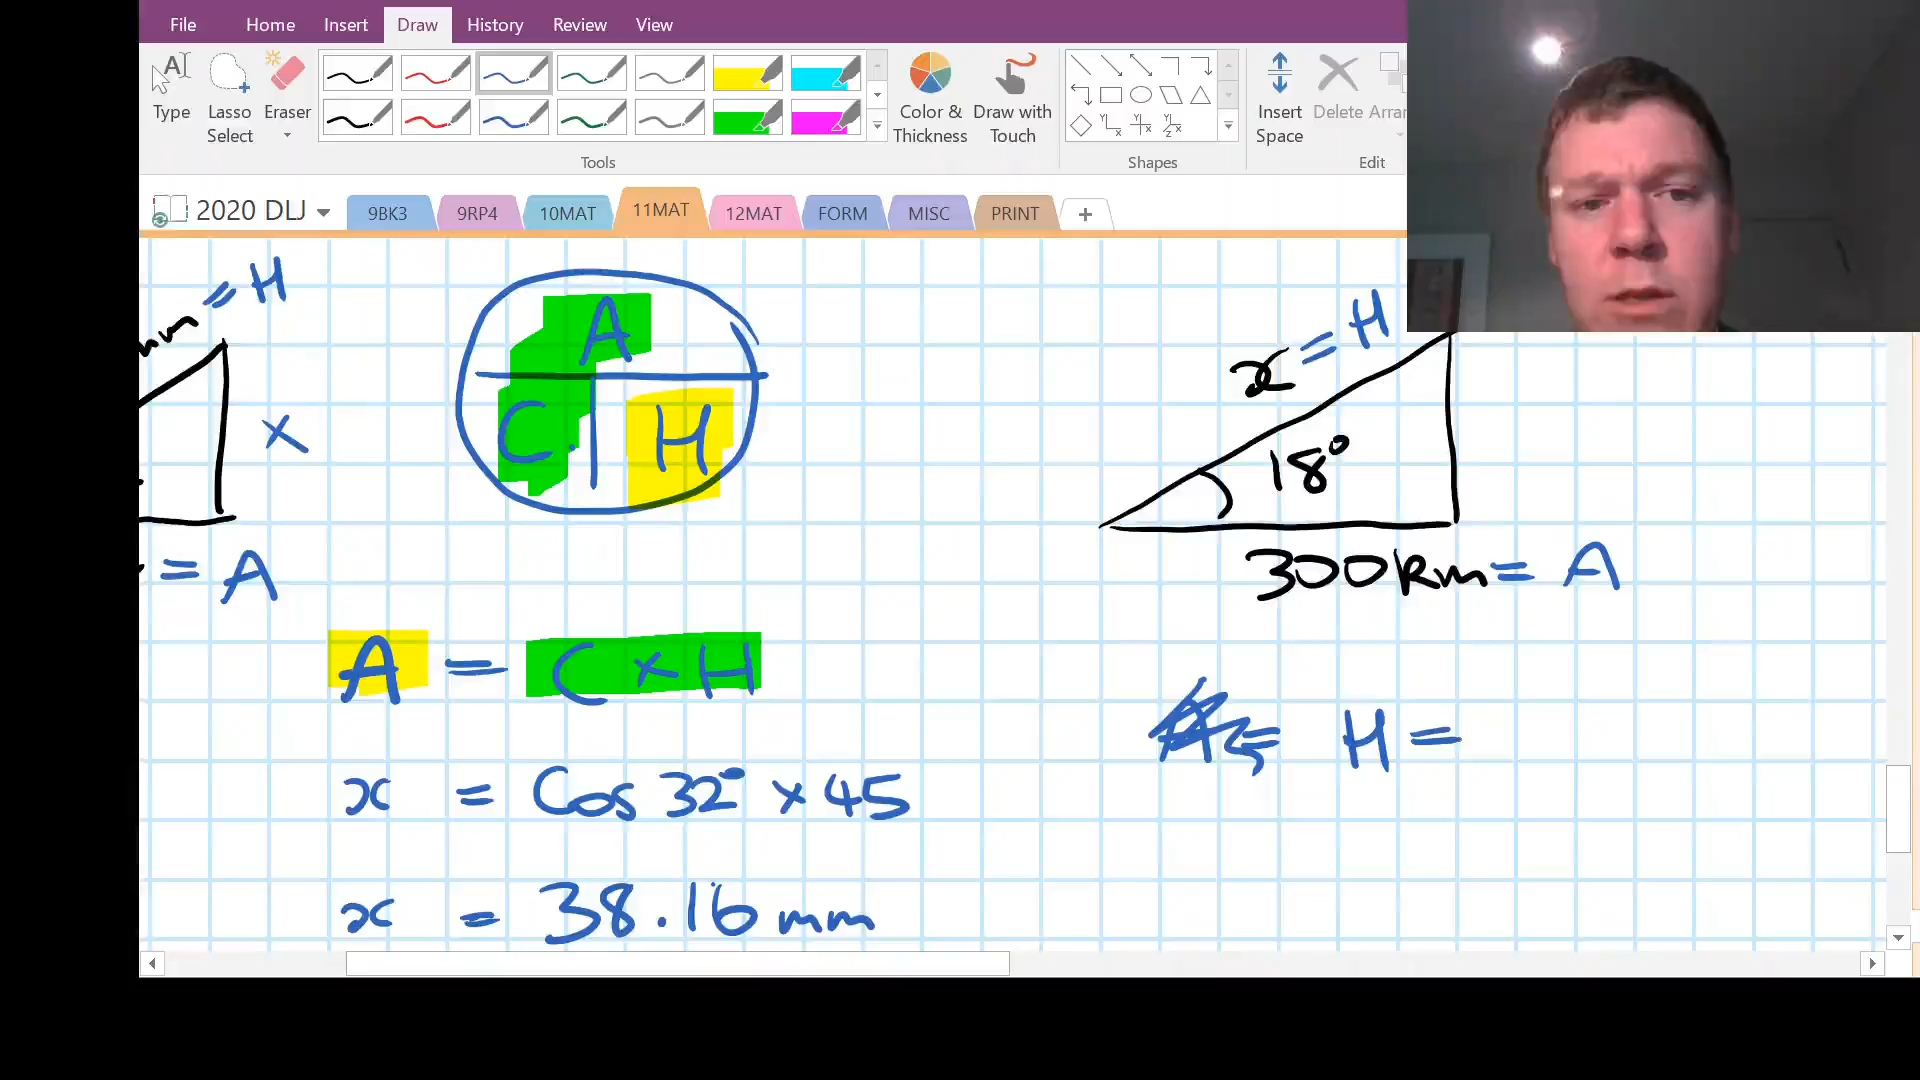 File Home Insert Draw History Review View
Type
Lasso Select
Eraser
Color & Thickness
Draw with Touch
Insert Space
Delete
Arran
Tools
Shapes
Edit
2020 DLJ
9BK3 9RP4 10MAT 11MAT 12MAT FORM MISC PRINT +
= H
mm
×
= A
A
C H
A = C × H
x = Cos 32° × 45
x = 38.16 mm
x = H
18°
300km = A
H =